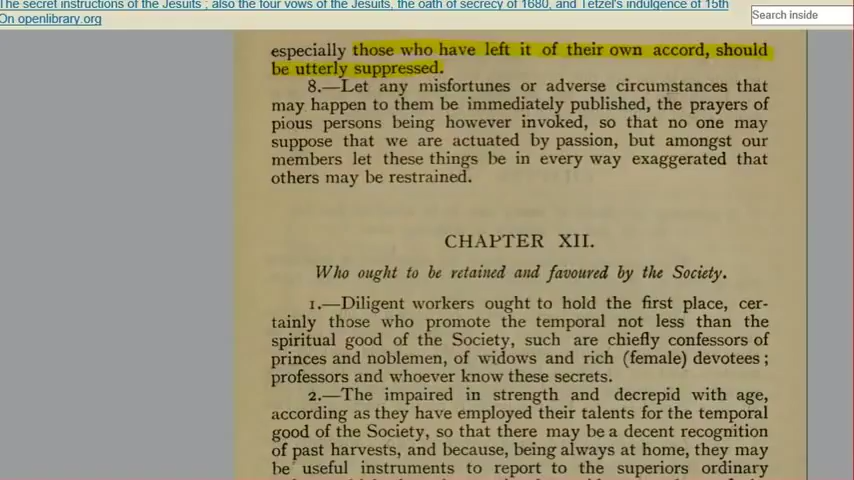 The secret instructions of the Jesuits ; also the four vows of the Jesuits, the oath of secrecy of 1680, and Tetzel's indulgence of 15th
On openlibrary.org
Search inside
especially those who have left it of their own accord, should
be utterly suppressed.
8.—Let any misfortunes or adverse circumstances that
may happen to them be immediately published, the prayers of
pious persons being however invoked, so that no one may
suppose that we are actuated by passion, but amongst our
members let these things be in every way exaggerated that
others may be restrained.
CHAPTER XII.
Who ought to be retained and favoured by the Society.
1.—Diligent workers ought to hold the first place, cer-
tainly those who promote the temporal not less than the
spiritual good of the Society, such are chiefly confessors of
princes and noblemen, of widows and rich (female) devotees ;
professors and whoever know these secrets.
2.—The impaired in strength and decrepid with age,
according as they have employed their talents for the temporal
good of the Society, so that there may be a decent recognition
of past harvests, and because, being always at home, they may
be useful instruments to report to the superiors ordinary